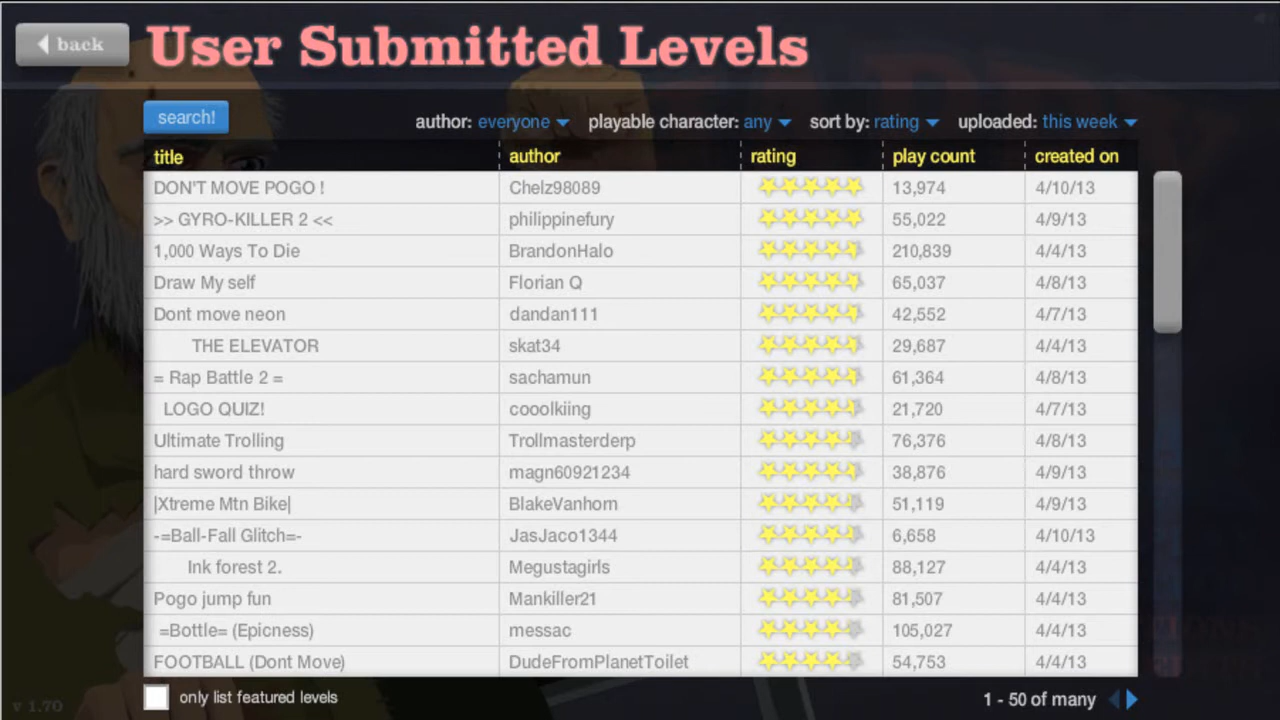 back
User Submitted Levels
search!
author: everyone playable character: any sort by: rating uploaded: this week
title author rating play count created on
DON'T MOVE POGO ! Chelz98089 13,974 4/10/13
>> GYRO-KILLER 2 << philippinefury 55,022 4/9/13
1,000 Ways To Die BrandonHalo 210,839 4/4/13
Draw My self Florian Q 65,037 4/8/13
Dont move neon dandan111 42,552 4/7/13
THE ELEVATOR skat34 29,687 4/4/13
= Rap Battle 2 = sachamun 61,364 4/8/13
LOGO QUIZ! cooolkiing 21,720 4/7/13
Ultimate Trolling Trollmasterderp 76,376 4/8/13
hard sword throw magn60921234 38,876 4/9/13
|Xtreme Mtn Bike| BlakeVanhorn 51,119 4/9/13
-=Ball-Fall Glitch=- JasJaco1344 6,658 4/10/13
Ink forest 2. Megustagirls 88,127 4/4/13
Pogo jump fun Mankiller21 81,507 4/4/13
=Bottle= (Epicness) messac 105,027 4/4/13
FOOTBALL (Dont Move) DudeFromPlanetToilet 54,753 4/4/13
only list featured levels
1 - 50 of many
v 1.70